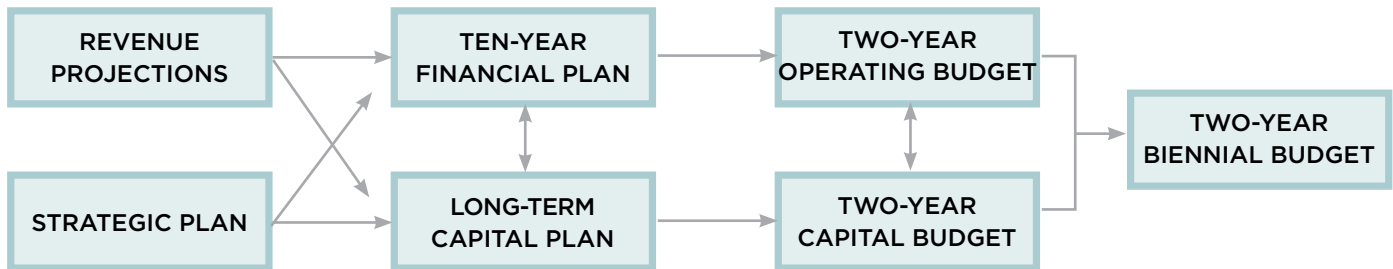 REVENUE
PROJECTIONS
TEN-YEAR
FINANCIAL PLAN
TWO-YEAR
OPERATING BUDGET
TWO-YEAR
BIENNIAL BUDGET
STRATEGIC PLAN
LONG-TERM
CAPITAL PLAN
TWO-YEAR
CAPITAL BUDGET